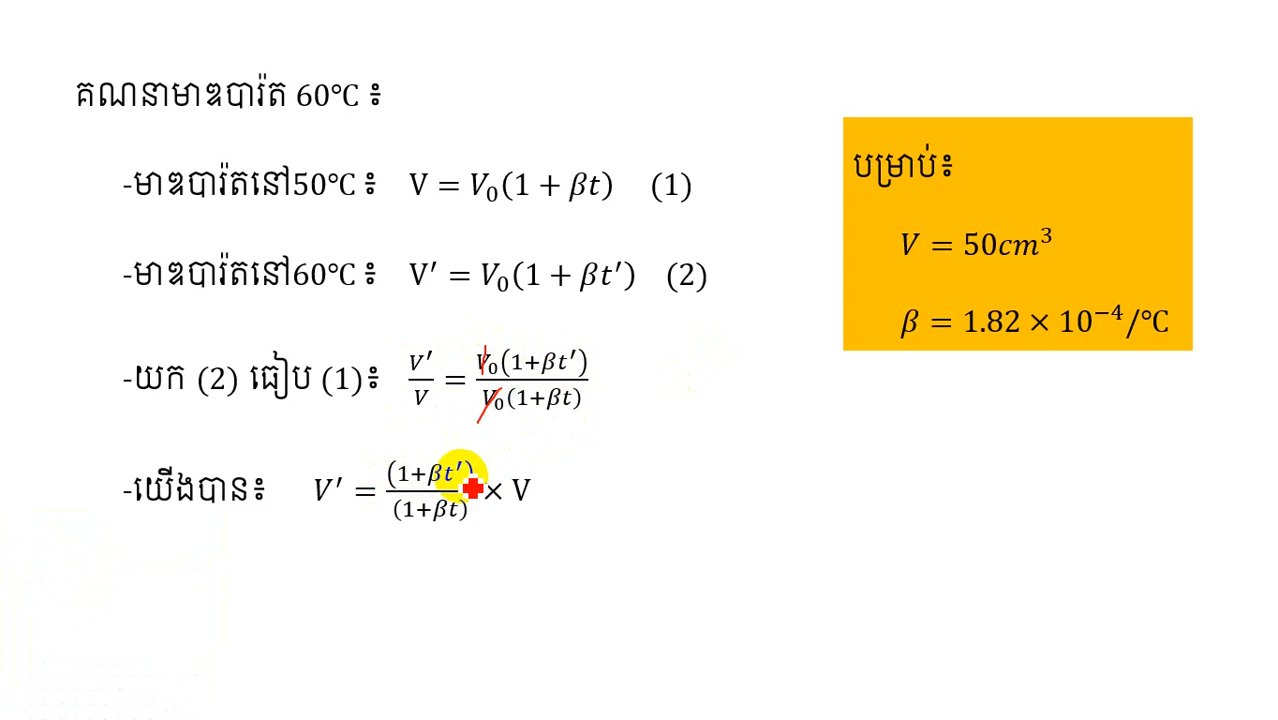 គណនាមាឌបារ៉ត 60°C ៖
-មាឌបារ៉តនៅ50°C ៖ V = V₀(1 + βt) (1)
-មាឌបារ៉តនៅ60°C ៖ V′ = V₀(1 + βt′) (2)
-យក (2) ធៀប (1)៖ V′/V = V₀(1+βt′)/V₀(1+βt)
-យើងបាន៖ V′ = (1+βt′)/(1+βt) × V
បម្រាប់៖
V = 50cm³
β = 1.82 × 10⁻⁴/°C